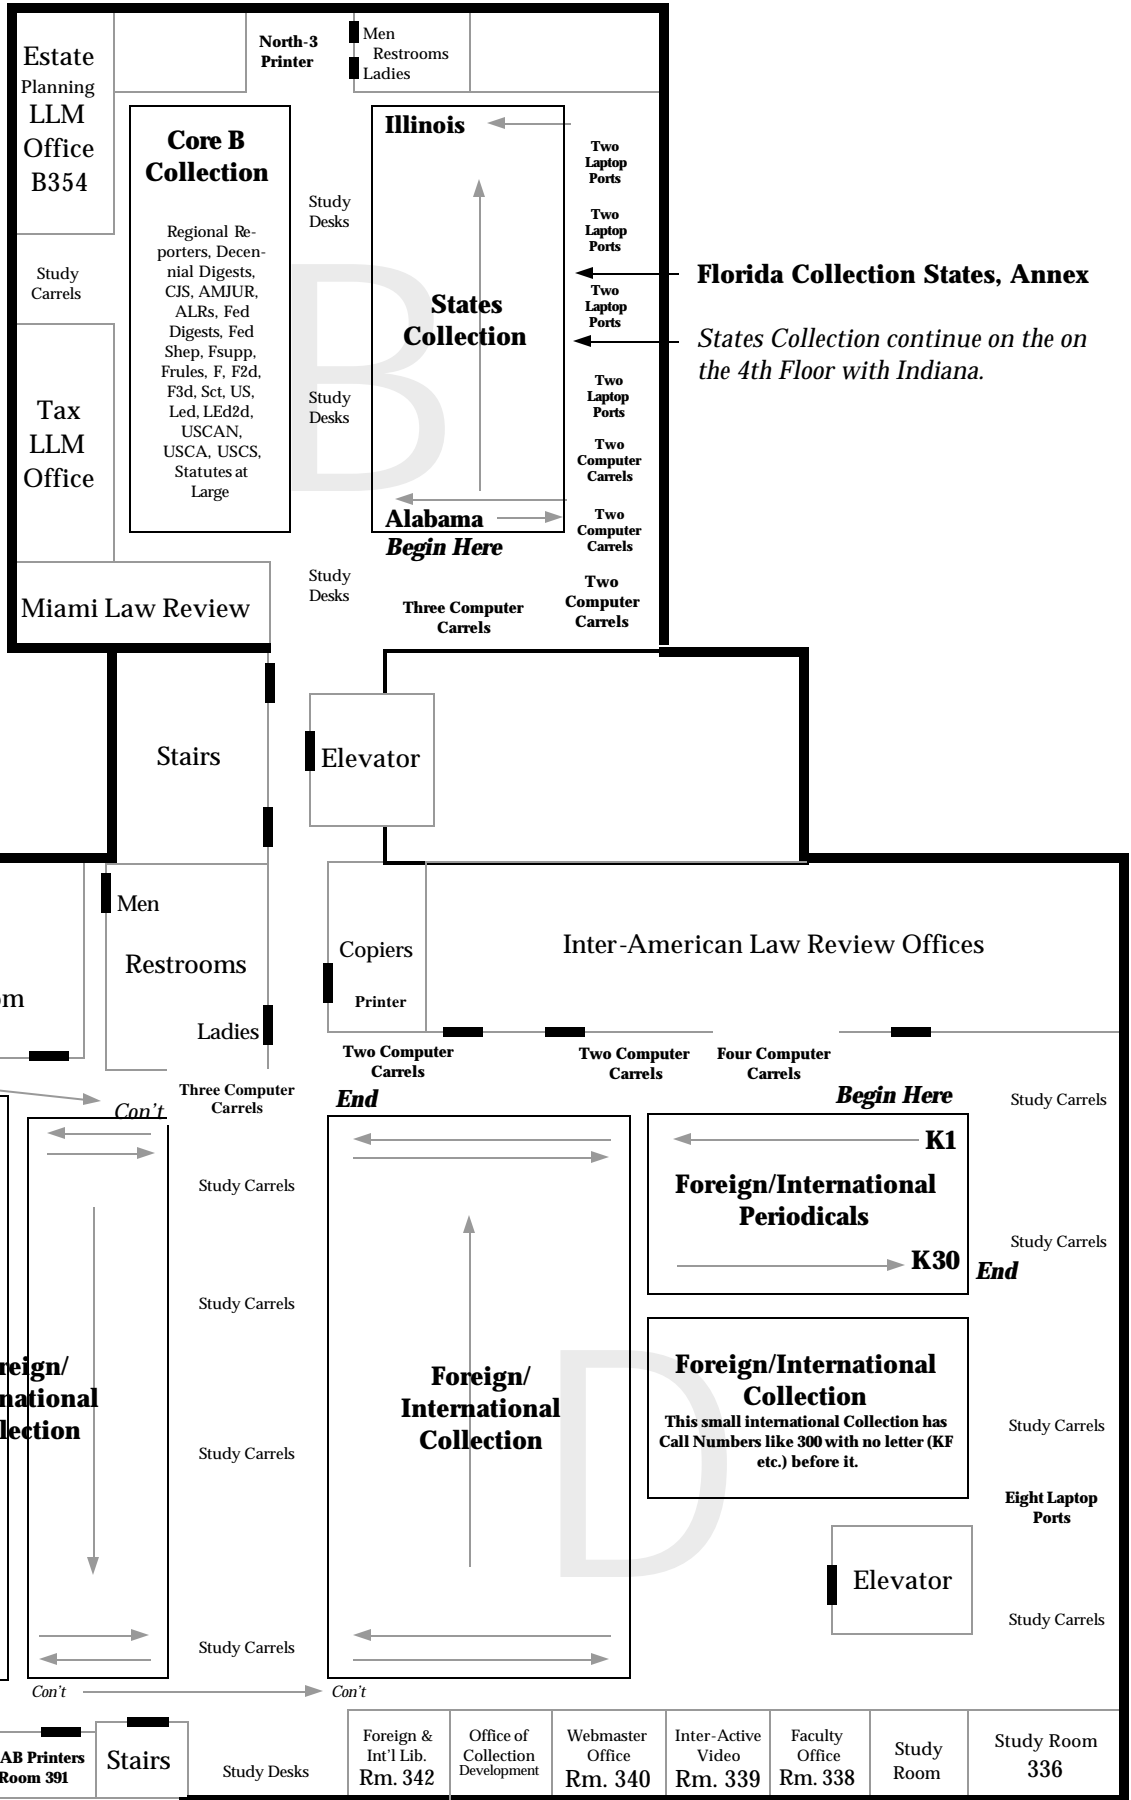 Estate
Planning
LLM
Office
B354
North-3
Printer
Men
Restrooms
Ladies
Core B
Collection
Regional Re-
porters, Decen-
nial Digests,
CJS, AMJUR,
ALRs, Fed
Digests, Fed
Shep, Fsupp,
Frules, F, F2d,
F3d, Sct, US,
Led, LEd2d,
USCAN,
USCA, USCS,
Statutes at
Large
Study
Desks
B
Illinois
States
Collection
Alabama
Begin Here
Two
Laptop
Ports
Two
Laptop
Ports
Two
Laptop
Ports
Two
Laptop
Ports
Two
Computer
Carrels
Two
Computer
Carrels
Two
Computer
Carrels
Florida Collection States, Annex
States Collection continue on the on
the 4th Floor with Indiana.
Study
Carrels
Study
Desks
Tax
LLM
Office
Study
Desks
Miami Law Review
Three Computer
Carrels
Stairs
Elevator
Men
Restrooms
Ladies
om
Copiers
Printer
Inter-American Law Review Offices
Two Computer
Carrels
Two Computer
Carrels
Four Computer
Carrels
Three Computer
Carrels
Con't
End
Begin Here
Study Carrels
K1
Foreign/International
Periodicals
K30
End
Study Carrels
Study Carrels
Study Carrels
reign/
national
lection
Foreign/
International
Collection
D
Foreign/International
Collection
This small international Collection has
Call Numbers like 300 with no letter (KF
etc.) before it.
Study Carrels
Study Carrels
Eight Laptop
Ports
Elevator
Study Carrels
Study Carrels
Con't
Con't
AB Printers
Room 391
Stairs
Study Desks
Foreign &
Int'l Lib.
Rm. 342
Office of
Collection
Development
Webmaster
Office
Rm. 340
Inter-Active
Video
Rm. 339
Faculty
Office
Rm. 338
Study
Room
Study Room
336